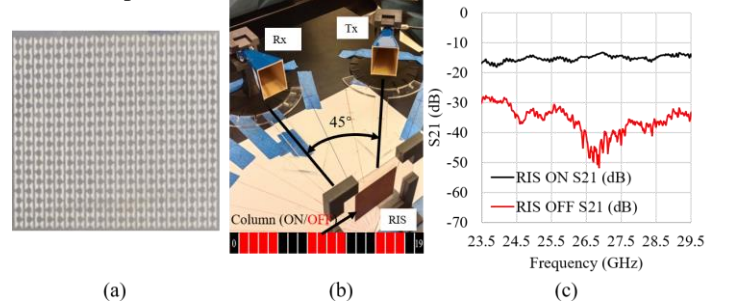 Rx
Tx
45°
Column (ON/OFF)
RIS
0
19
0
-10
-20
-30
-40
-50
-60
-70
S21 (dB)
RIS ON S21 (dB)
RIS OFF S21 (dB)
23.5 24.5 25.5 26.5 27.5 28.5 29.5
Frequency (GHz)
(a)
(b)
(c)